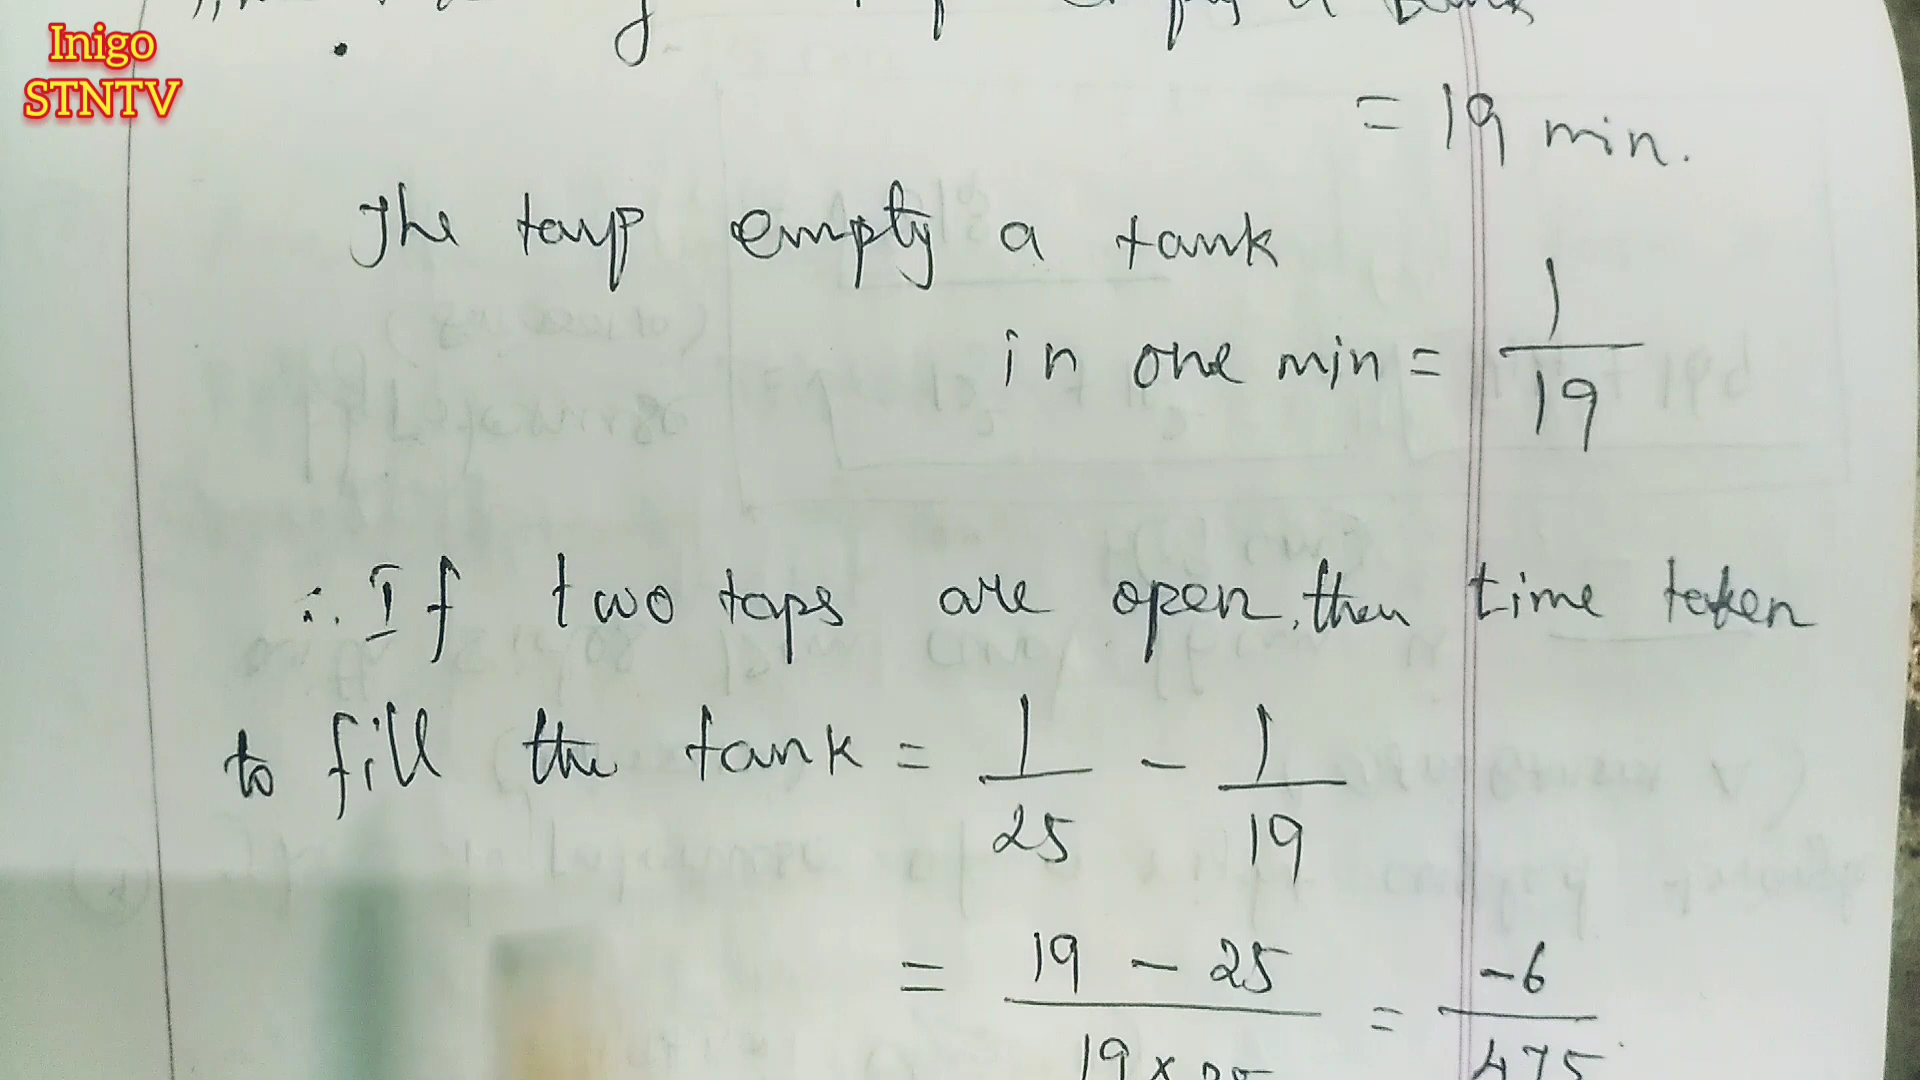 Inigo
STNTV
= 19 min.
The tap empty a tank
in one min = 1/19
∴ If two taps are open, then time taken
to fill the tank = 1/25 - 1/19
= 19 - 25 / 19 x 25 = -6/475